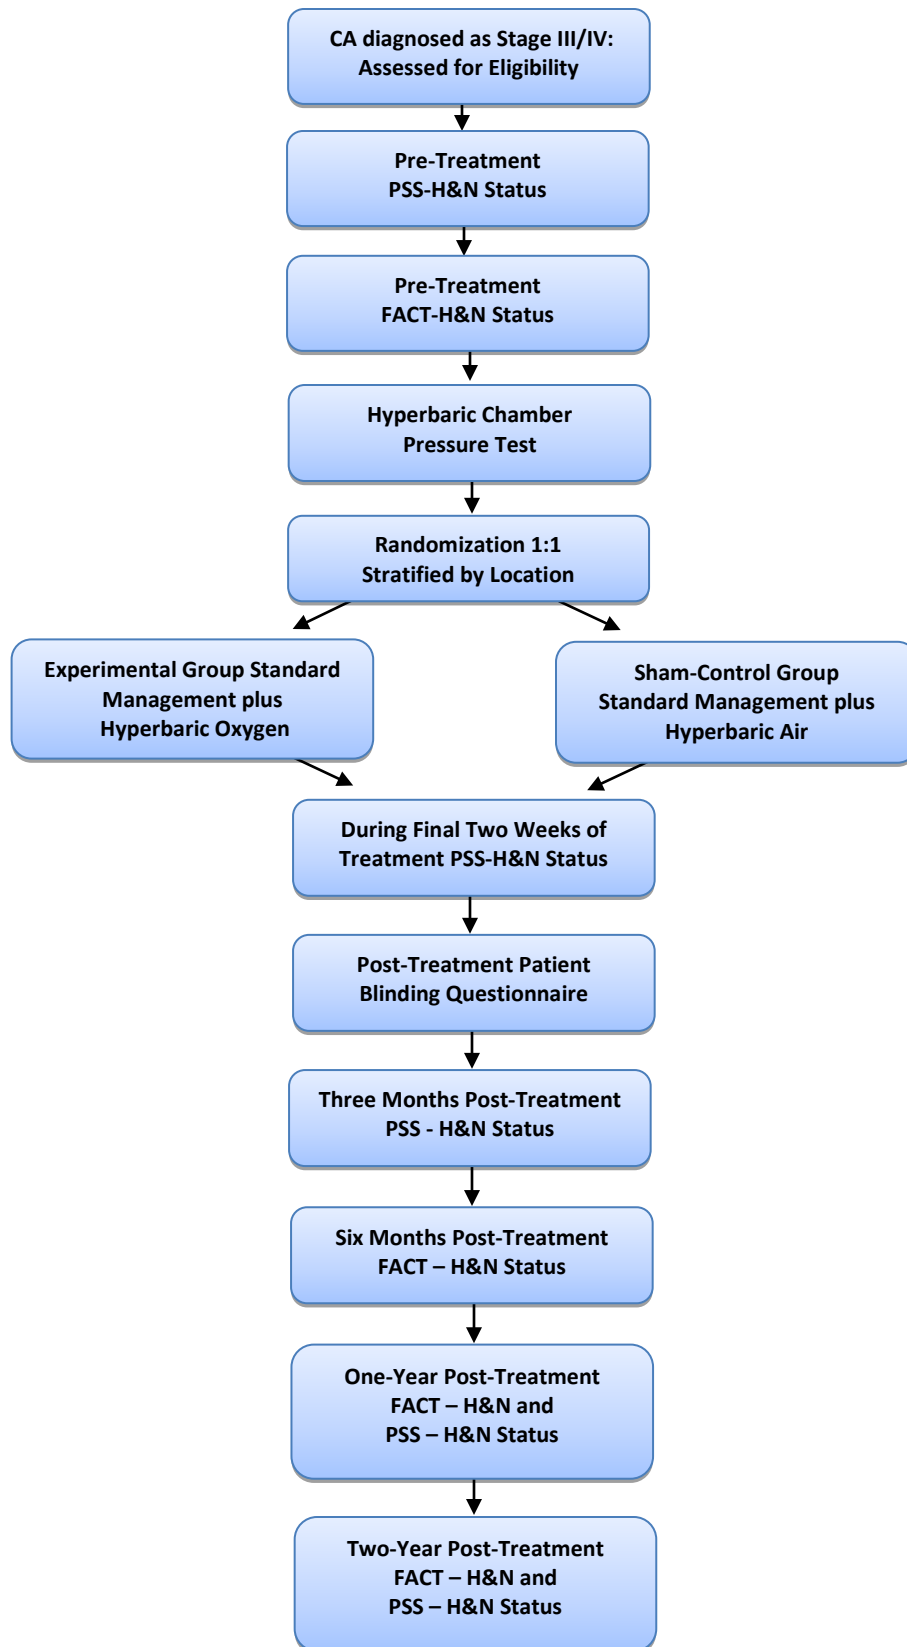 CA diagnosed as Stage III/IV:
Assessed for Eligibility
Pre-Treatment
PSS-H&N Status
Pre-Treatment
FACT-H&N Status
Hyperbaric Chamber
Pressure Test
Randomization 1:1
Stratified by Location
Experimental Group Standard
Management plus
Hyperbaric Oxygen
Sham-Control Group
Standard Management plus
Hyperbaric Air
During Final Two Weeks of
Treatment PSS-H&N Status
Post-Treatment Patient
Blinding Questionnaire
Three Months Post-Treatment
PSS - H&N Status
Six Months Post-Treatment
FACT – H&N Status
One-Year Post-Treatment
FACT – H&N and
PSS – H&N Status
Two-Year Post-Treatment
FACT – H&N and
PSS – H&N Status